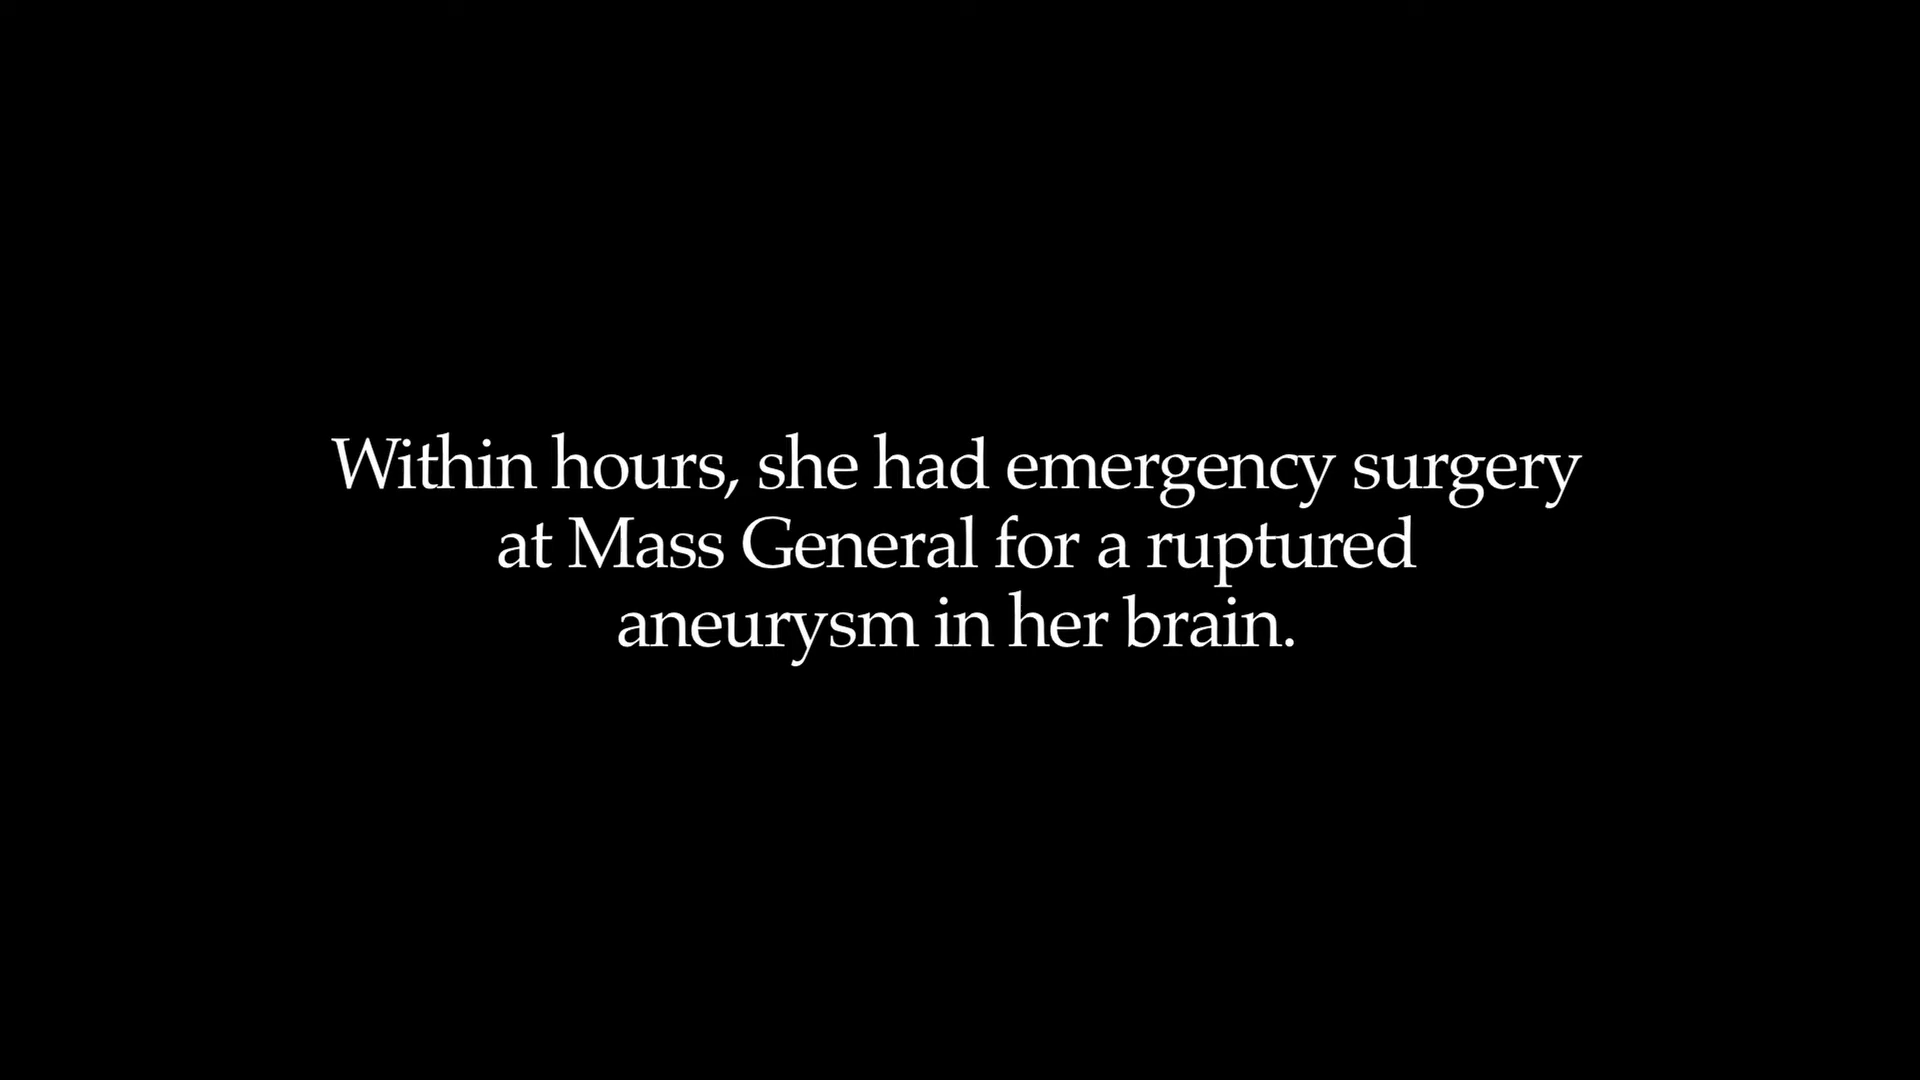 Within hours, she had emergency surgery
at Mass General for a ruptured
aneurysm in her brain.